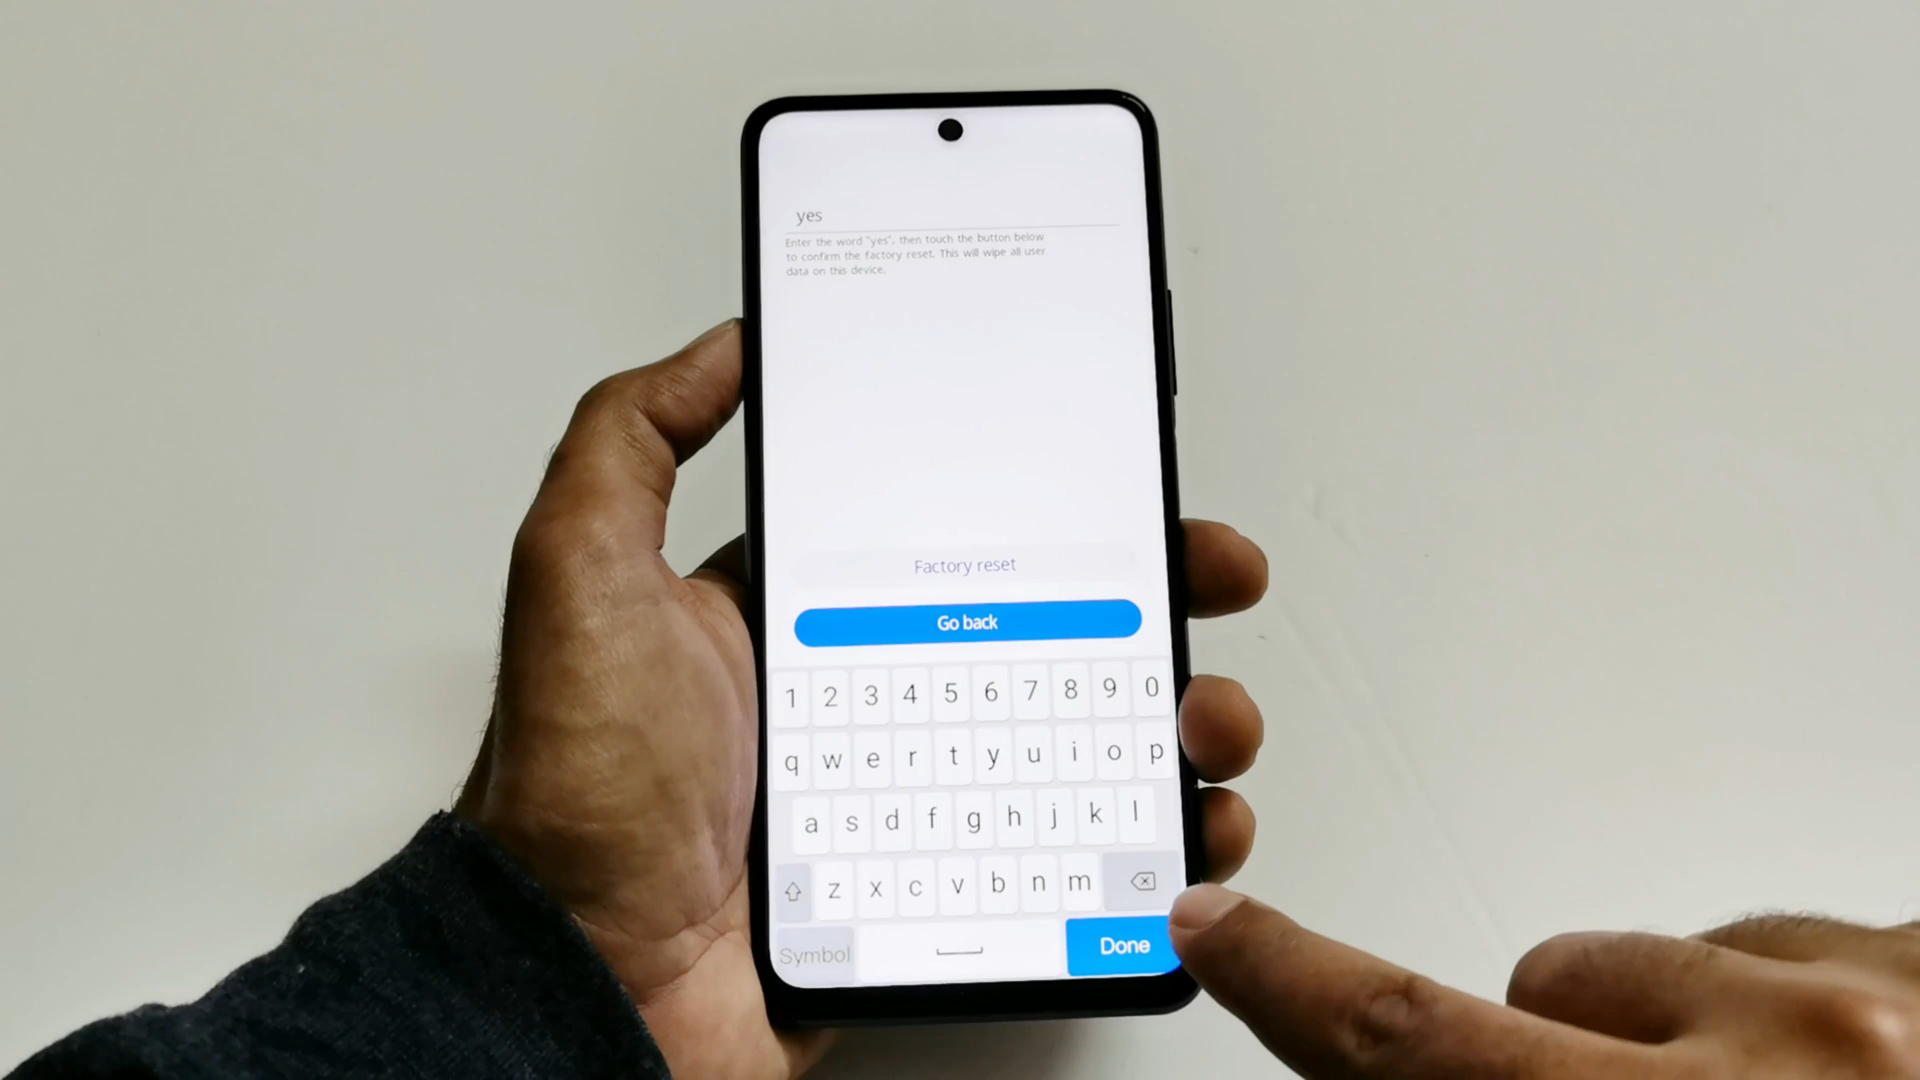 yes
Enter the word "yes", then touch the button below
to confirm the factory reset. This will wipe all user
data on this device.
Factory reset
Go back
1 2 3 4 5 6 7 8 9 0
q w e r t y u i o p
a s d f g h j k l
z x c v b n m
Symbol Done